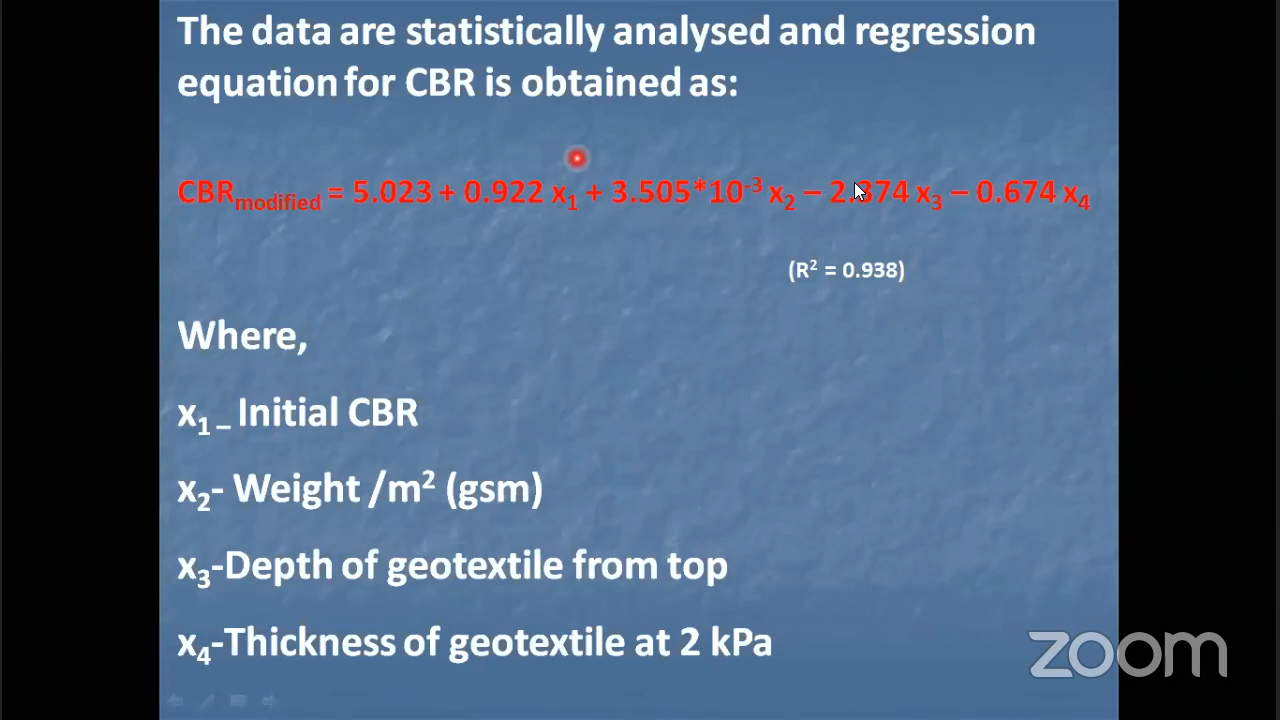 The data are statistically analysed and regression
equation for CBR is obtained as:
CBRmodified = 5.023 + 0.922 x1 + 3.505*10-3 x2 – 2.374 x3 – 0.674 x4
(R2 = 0.938)
Where,
x1 – Initial CBR
x2- Weight /m2 (gsm)
x3-Depth of geotextile from top
x4-Thickness of geotextile at 2 kPa
zoom